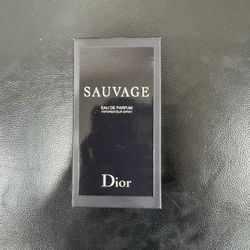 SAUVAGE
EAU DE PARFUM
VAPORISATEUR-SPRAY
Dior